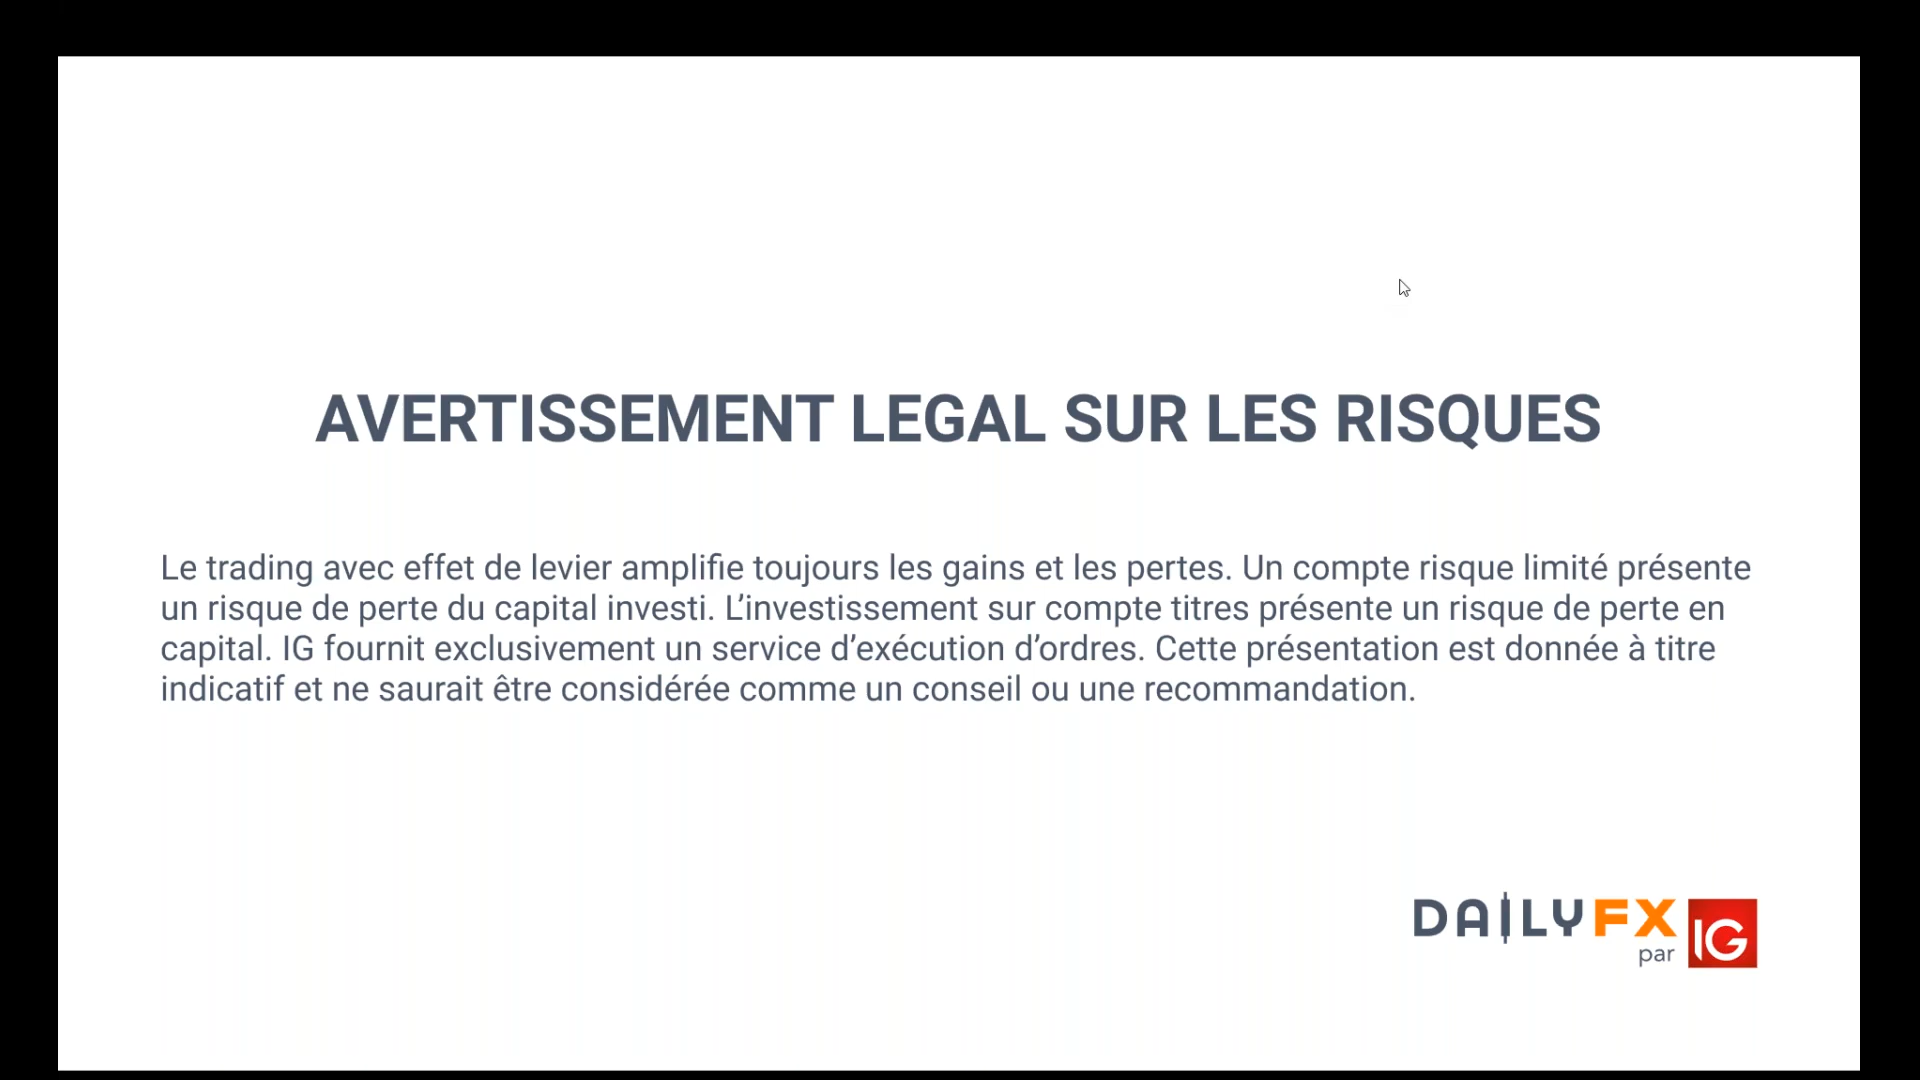 AVERTISSEMENT LEGAL SUR LES RISQUES
Le trading avec effet de levier amplifie toujours les gains et les pertes. Un compte risque limité présente
un risque de perte du capital investi. L’investissement sur compte titres présente un risque de perte en
capital. IG fournit exclusivement un service d’exécution d’ordres. Cette présentation est donnée à titre
indicatif et ne saurait être considérée comme un conseil ou une recommandation.
DAILYFX
par IG